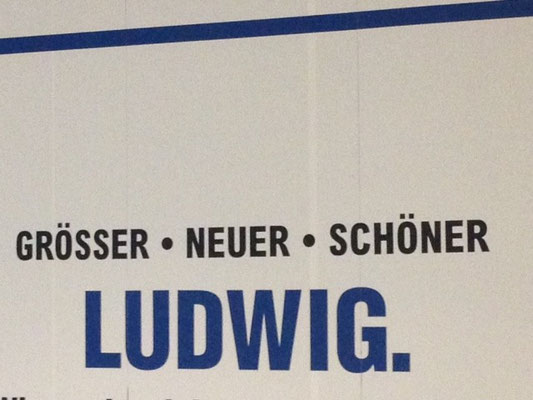 GRÖSSER • NEUER • SCHÖNER
LUDWIG.